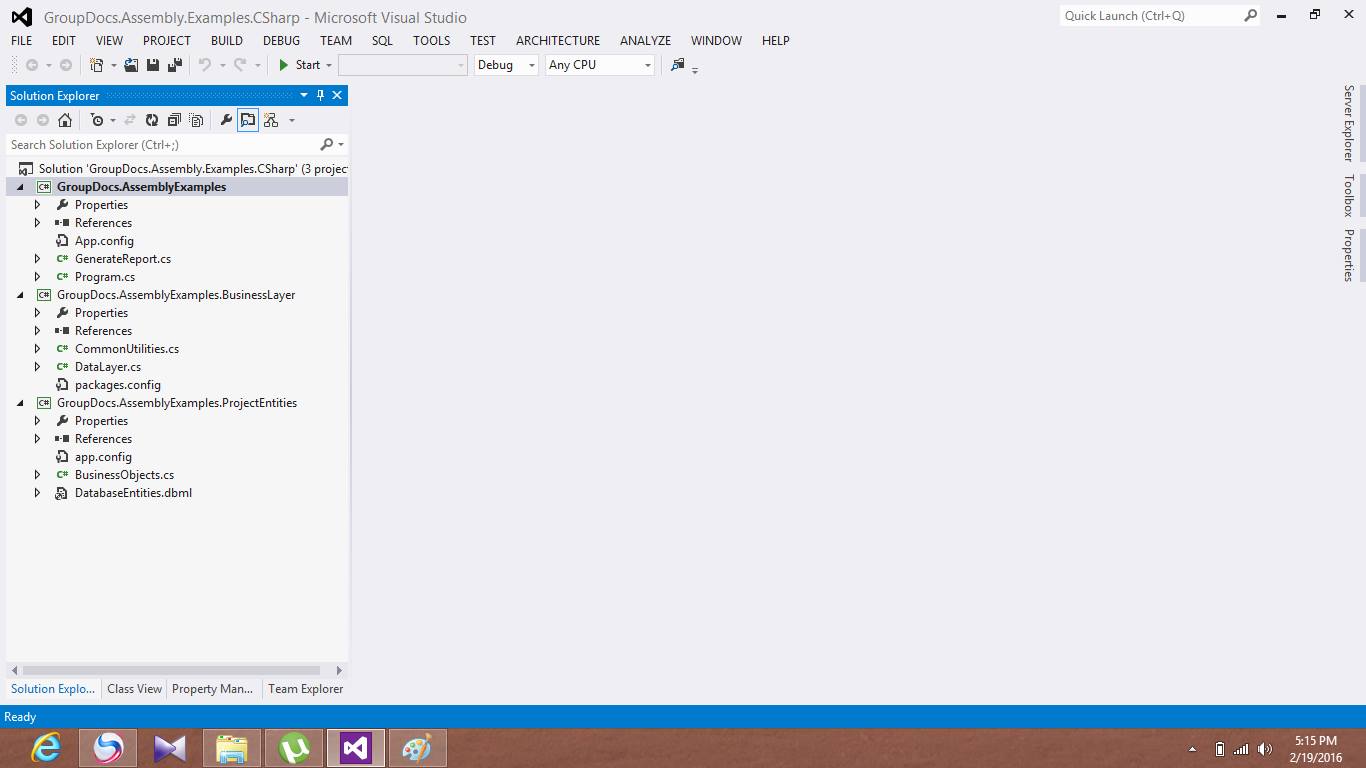 GroupDocs.Assembly.Examples.CSharp - Microsoft Visual Studio
Quick Launch (Ctrl+Q)
FILE EDIT VIEW PROJECT BUILD DEBUG TEAM SQL TOOLS TEST ARCHITECTURE ANALYZE WINDOW HELP
Start Debug Any CPU
Solution Explorer
Search Solution Explorer (Ctrl+;)
Solution 'GroupDocs.Assembly.Examples.CSharp' (3 projec
C# GroupDocs.AssemblyExamples
Properties
References
App.config
C# GenerateReport.cs
C# Program.cs
C# GroupDocs.AssemblyExamples.BusinessLayer
Properties
References
C# CommonUtilities.cs
C# DataLayer.cs
packages.config
C# GroupDocs.AssemblyExamples.ProjectEntities
Properties
References
app.config
C# BusinessObjects.cs
DatabaseEntities.dbml
Solution Explo... Class View Property Man... Team Explorer
Server Explorer
Toolbox
Properties
Ready
5:15 PM
2/19/2016